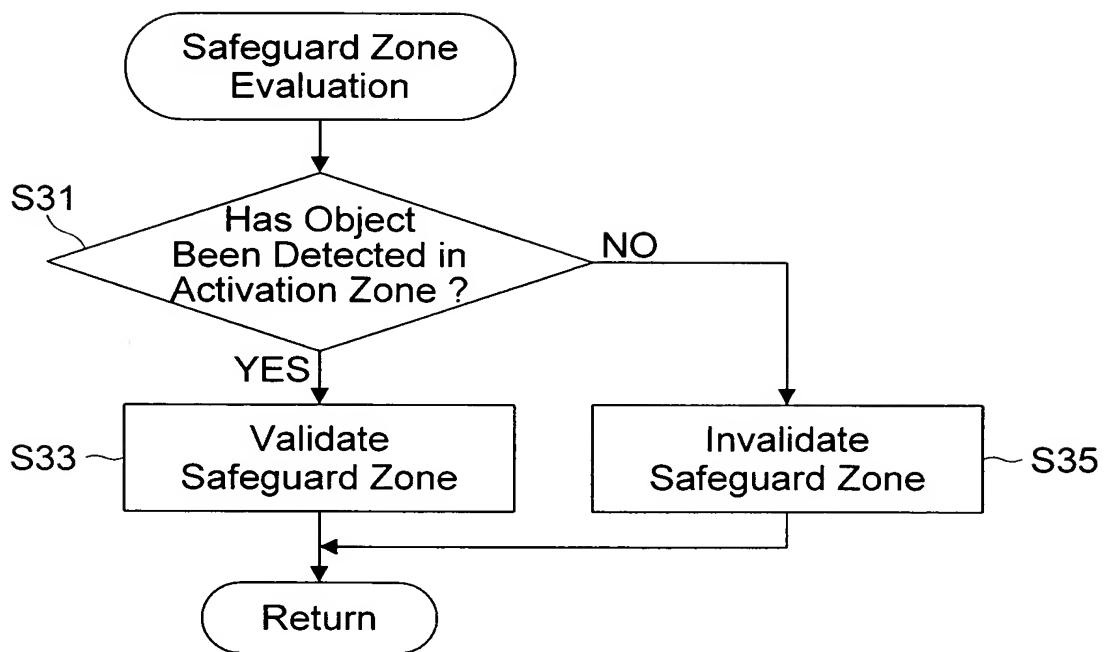 Safeguard Zone
Evaluation
S31
Has Object
Been Detected in
Activation Zone ?
NO
YES
S33
Validate
Safeguard Zone
Invalidate
Safeguard Zone
S35
Return